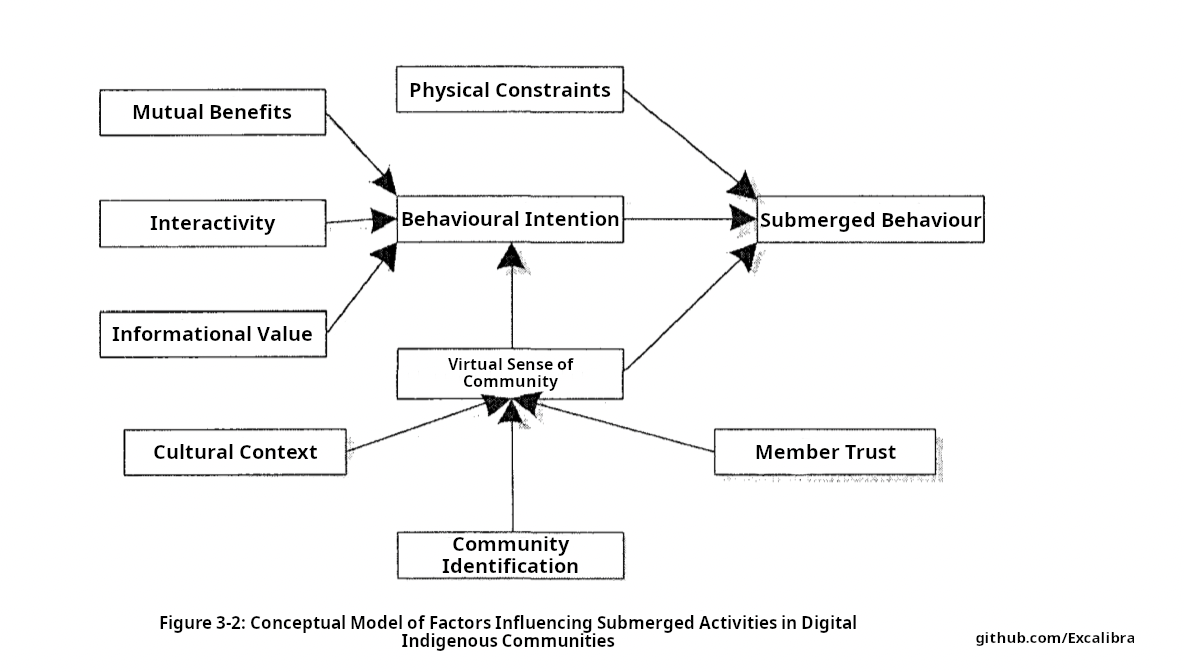 Physical Constraints
Mutual Benefits
Interactivity
Behavioural Intention
Submerged Behaviour
Informational Value
Virtual Sense of
Community
Cultural Context
Member Trust
Community
Identification
Figure 3-2: Conceptual Model of Factors Influencing Submerged Activities in Digital
Indigenous Communities
github.com/Excalibra